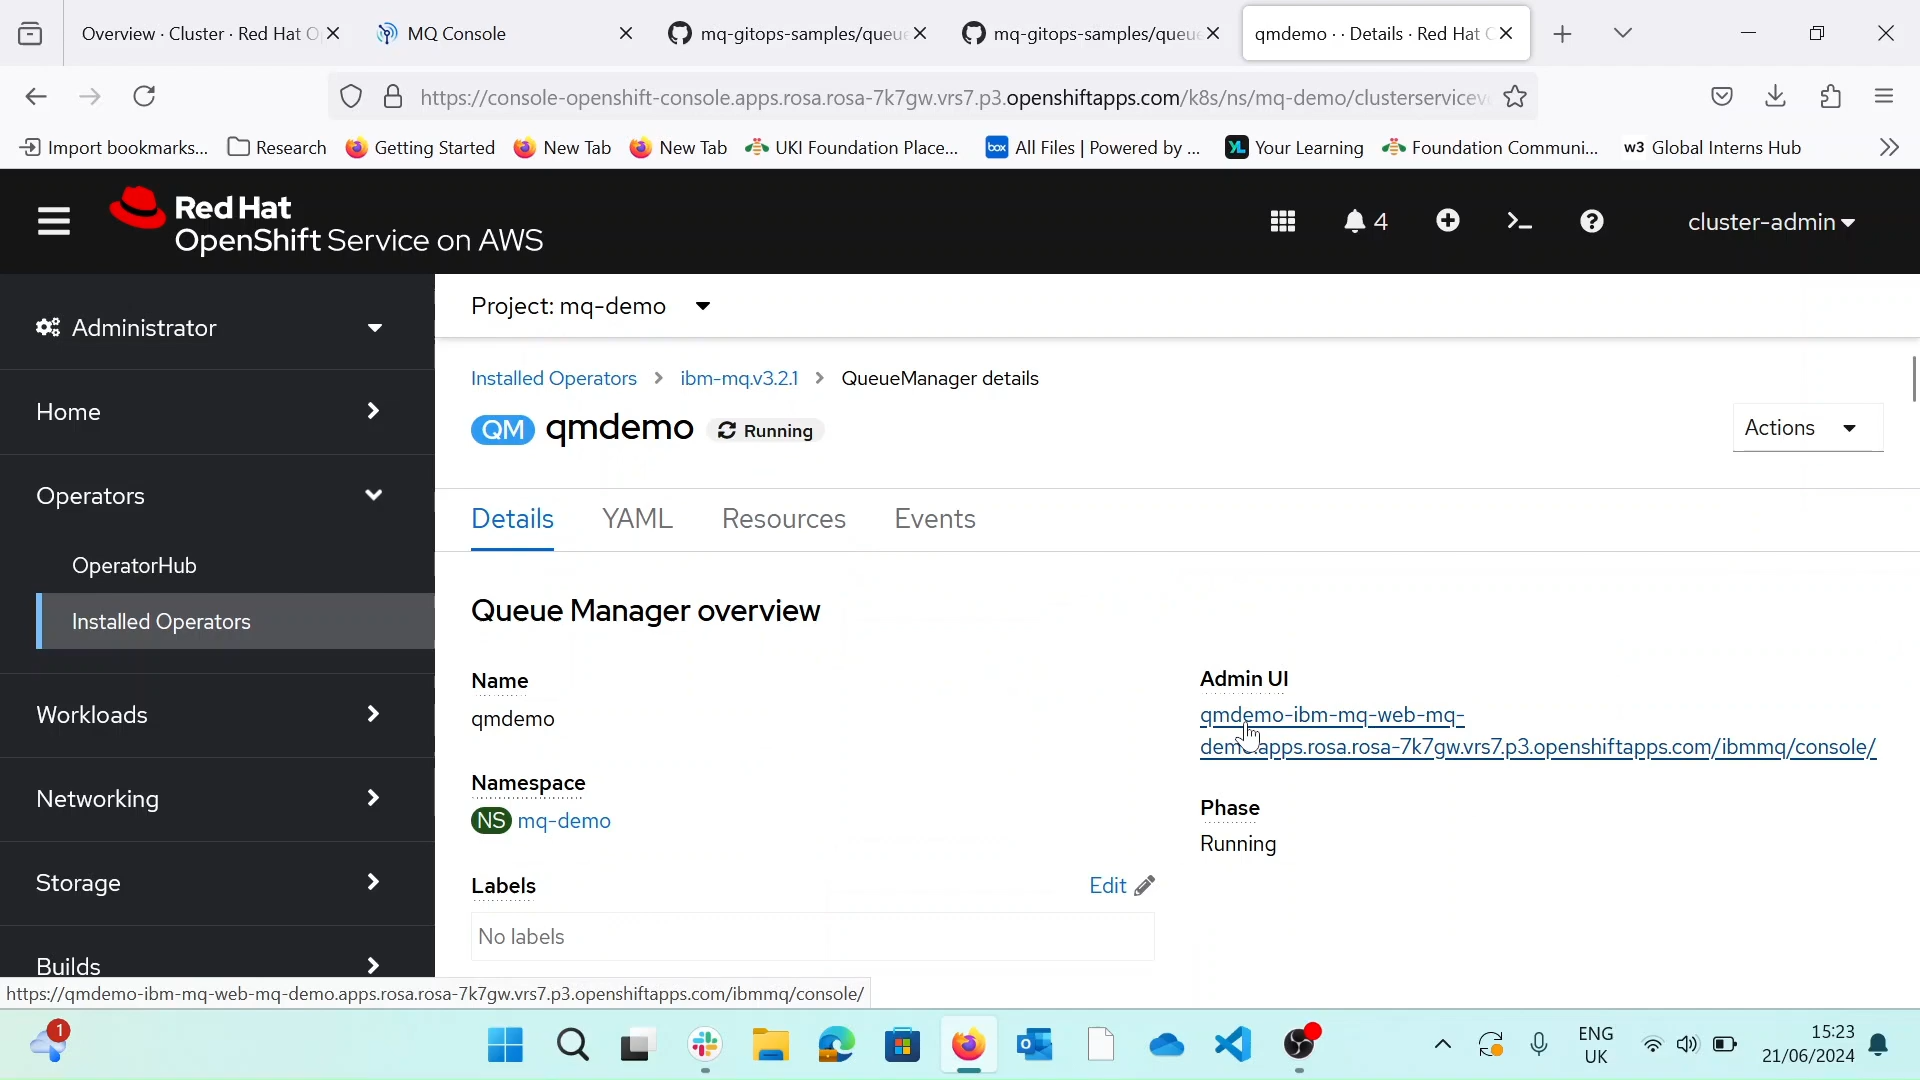 Overview · Cluster · Red Hat O
MQ Console
mq-gitops-samples/queue
mq-gitops-samples/queue
qmdemo · · Details · Red Hat
https://console-openshift-console.apps.rosa.rosa-7k7gw.vrs7.p3.openshiftapps.com/k8s/ns/mq-demo/clusterservicev
Import bookmarks...
Research
Getting Started
New Tab
New Tab
UKI Foundation Place...
box All Files | Powered by ...
YL Your Learning
Foundation Communi...
w3 Global Interns Hub
Red Hat
OpenShift Service on AWS
4
cluster-admin
Administrator
Home
Operators
OperatorHub
Installed Operators
Workloads
Networking
Storage
Builds
Project: mq-demo
Installed Operators > ibm-mq.v3.2.1 > QueueManager details
QM qmdemo Running
Actions
Details YAML Resources Events
Queue Manager overview
Name
qmdemo
Namespace
NS mq-demo
Labels
Edit
No labels
Admin UI
qmdemo-ibm-mq-web-mq-
demo.apps.rosa.rosa-7k7gw.vrs7.p3.openshiftapps.com/ibmmq/console/
Phase
Running
https://qmdemo-ibm-mq-web-mq-demo.apps.rosa.rosa-7k7gw.vrs7.p3.openshiftapps.com/ibmmq/console/
1
ENG
UK
15:23
21/06/2024